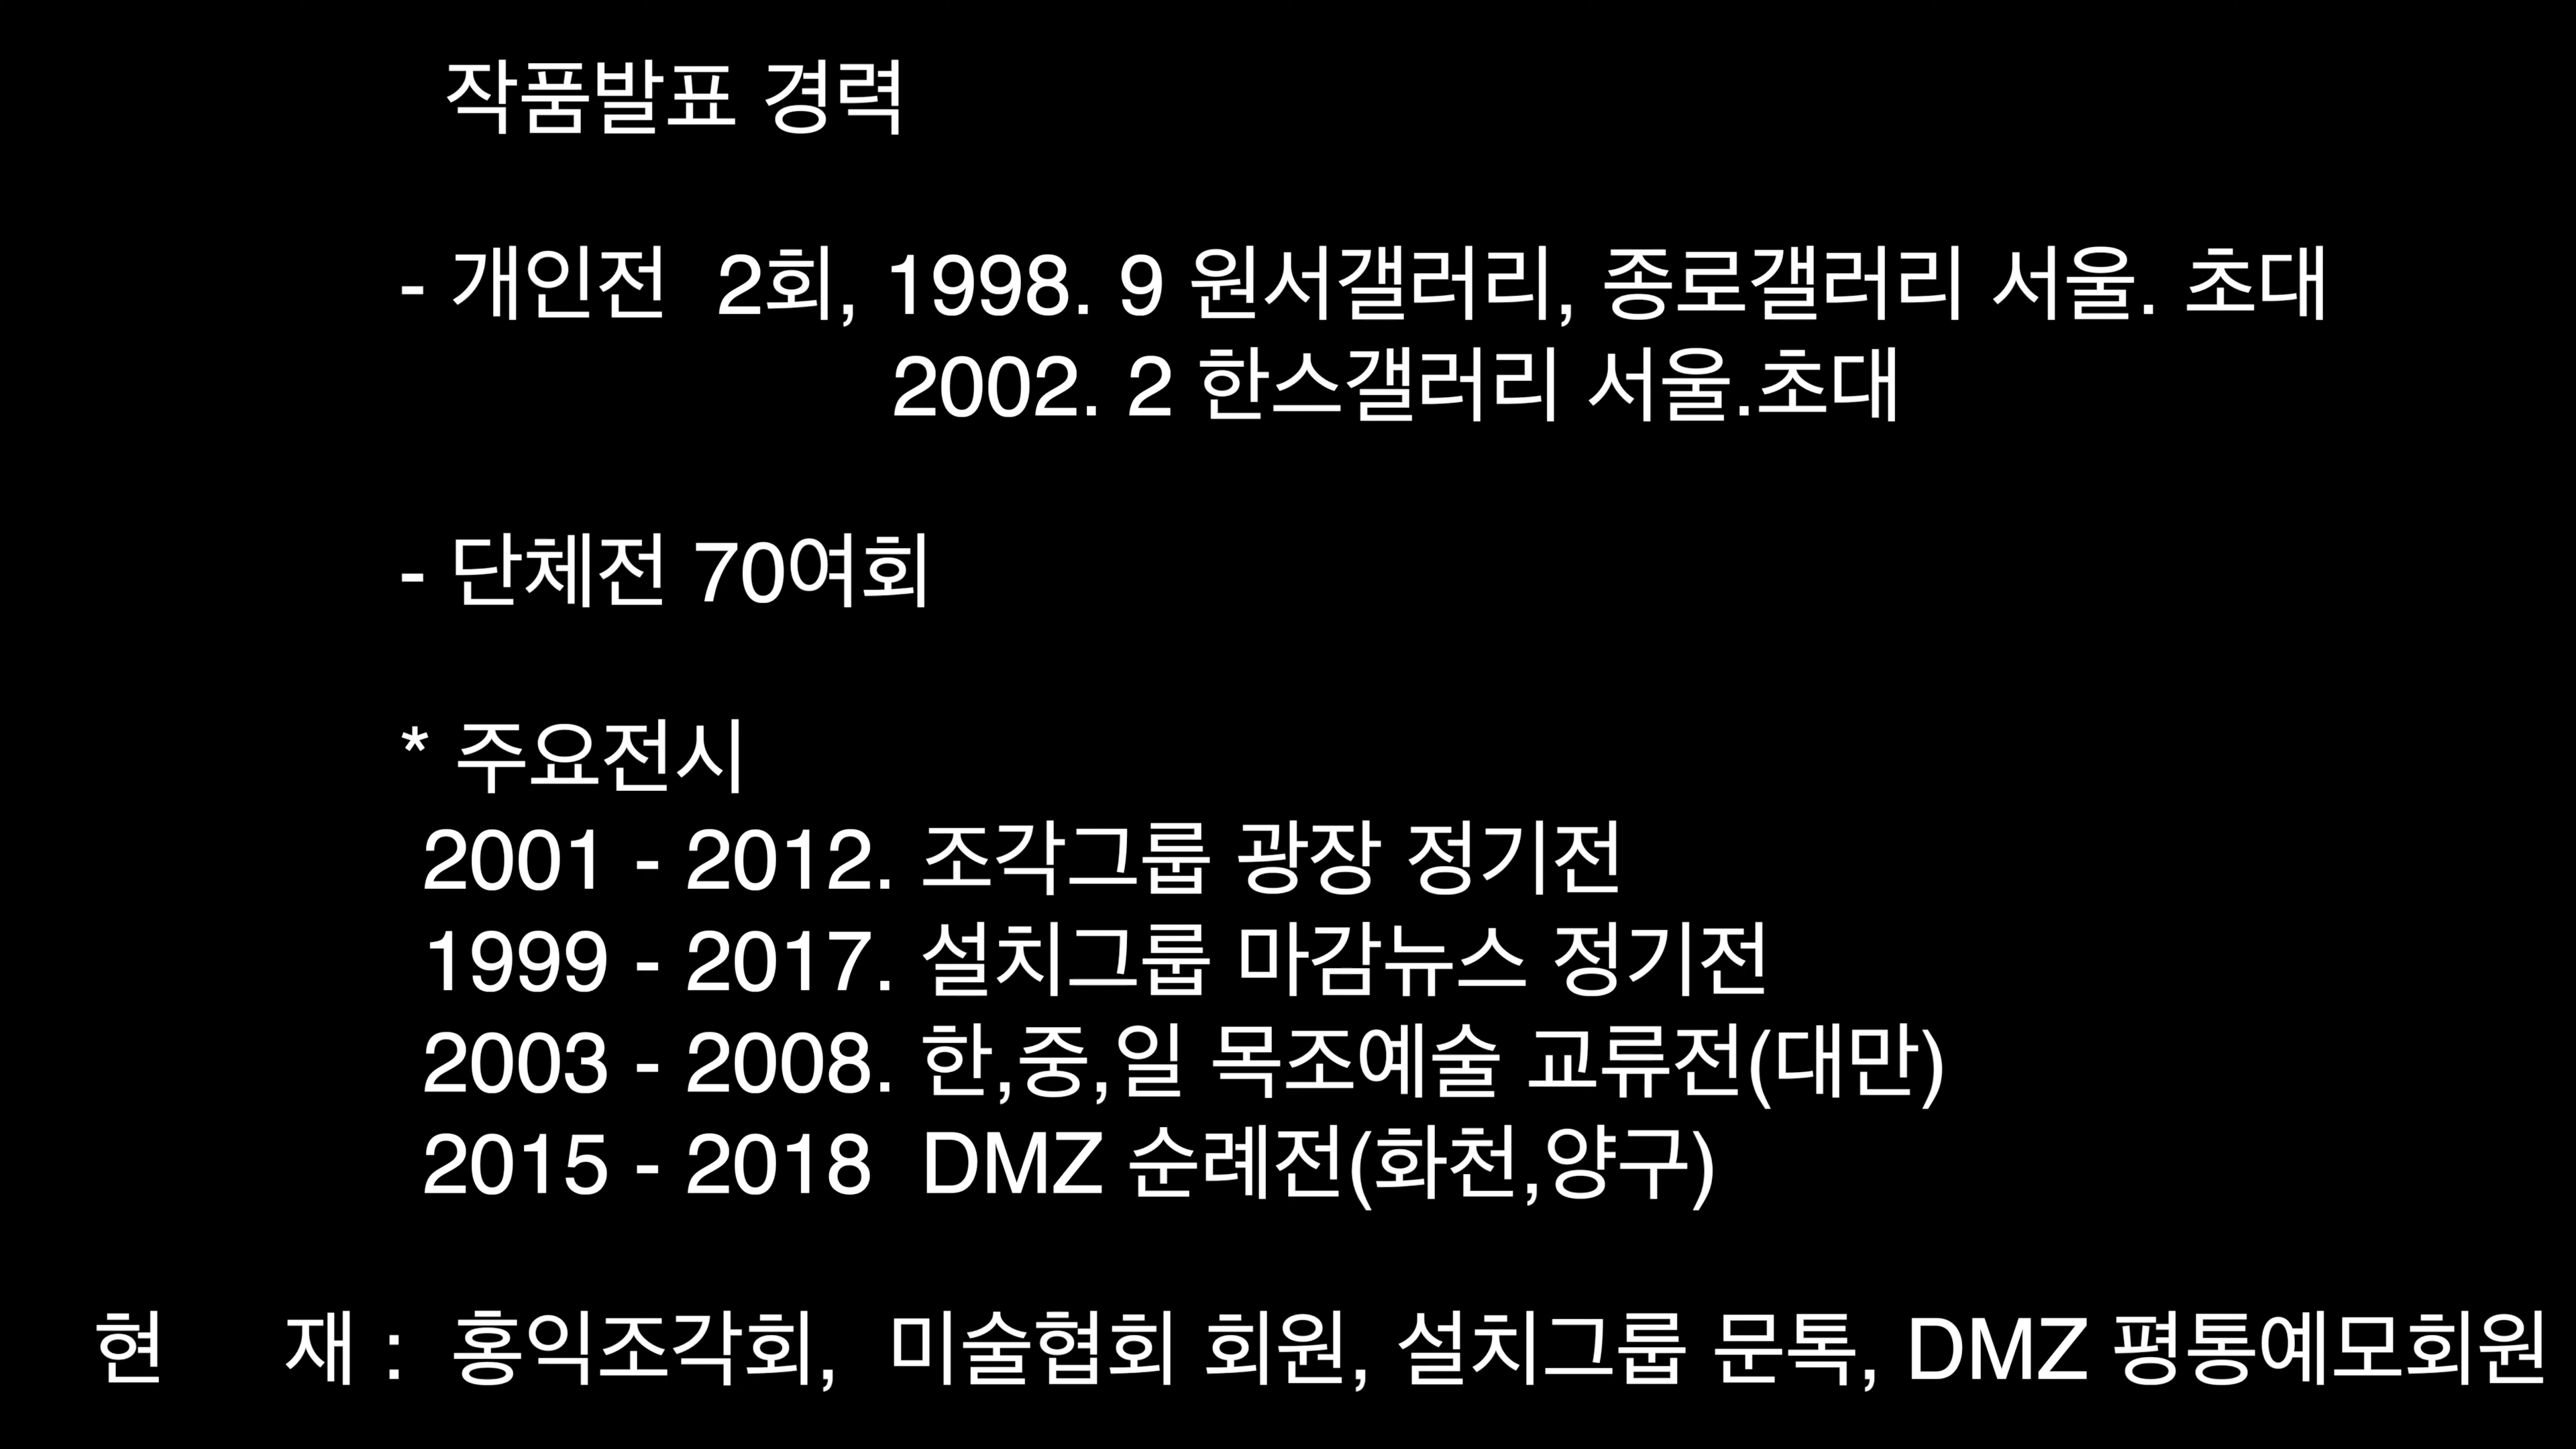 작품발표 경력
- 개인전 2회, 1998. 9 원서갤러리, 종로갤러리 서울. 초대
2002. 2 한스갤러리 서울.초대
- 단체전 70여회
* 주요전시
2001 - 2012. 조각그룹 광장 정기전
1999 - 2017. 설치그룹 마감뉴스 정기전
2003 - 2008. 한,중,일 목조예술 교류전(대만)
2015 - 2018 DMZ 순례전(화천,양구)
현 재 : 홍익조각회, 미술협회 회원, 설치그룹 문톡, DMZ 평통예모회원